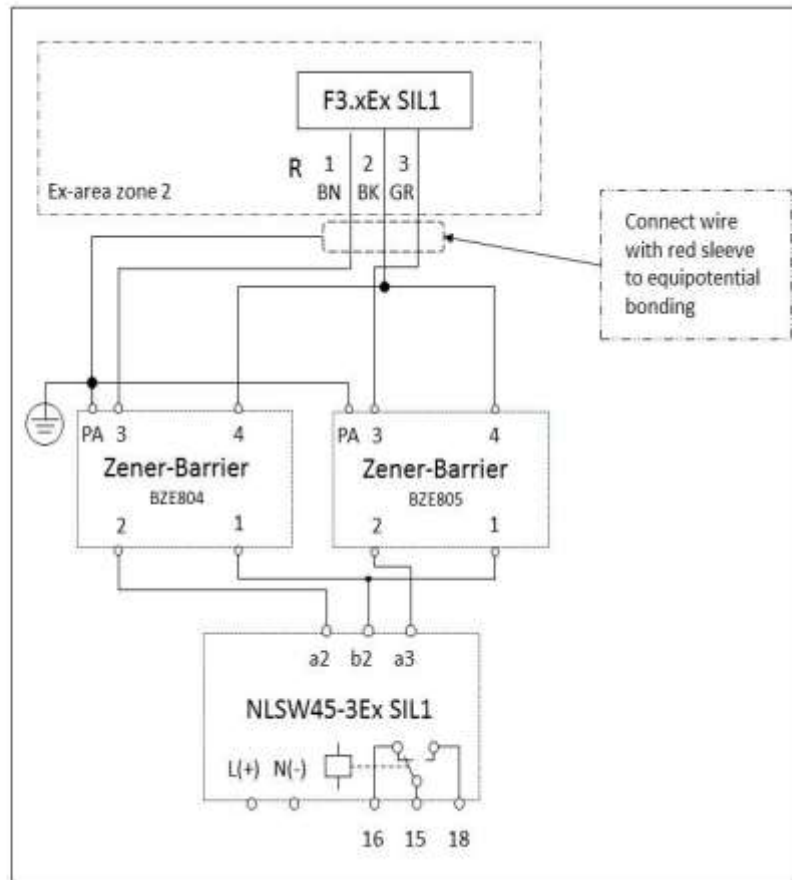 F3.xEx SIL1
R 1 2 3
Ex-area zone 2 BN BK GR
Connect wire
with red sleeve
to equipotential
bonding
PA 3 4
Zener-Barrier
BZE804
2 1
PA 3 4
Zener-Barrier
BZE805
2 1
a2 b2 a3
NLSW45-3Ex SIL1
L(+) N(-)
16 15 18